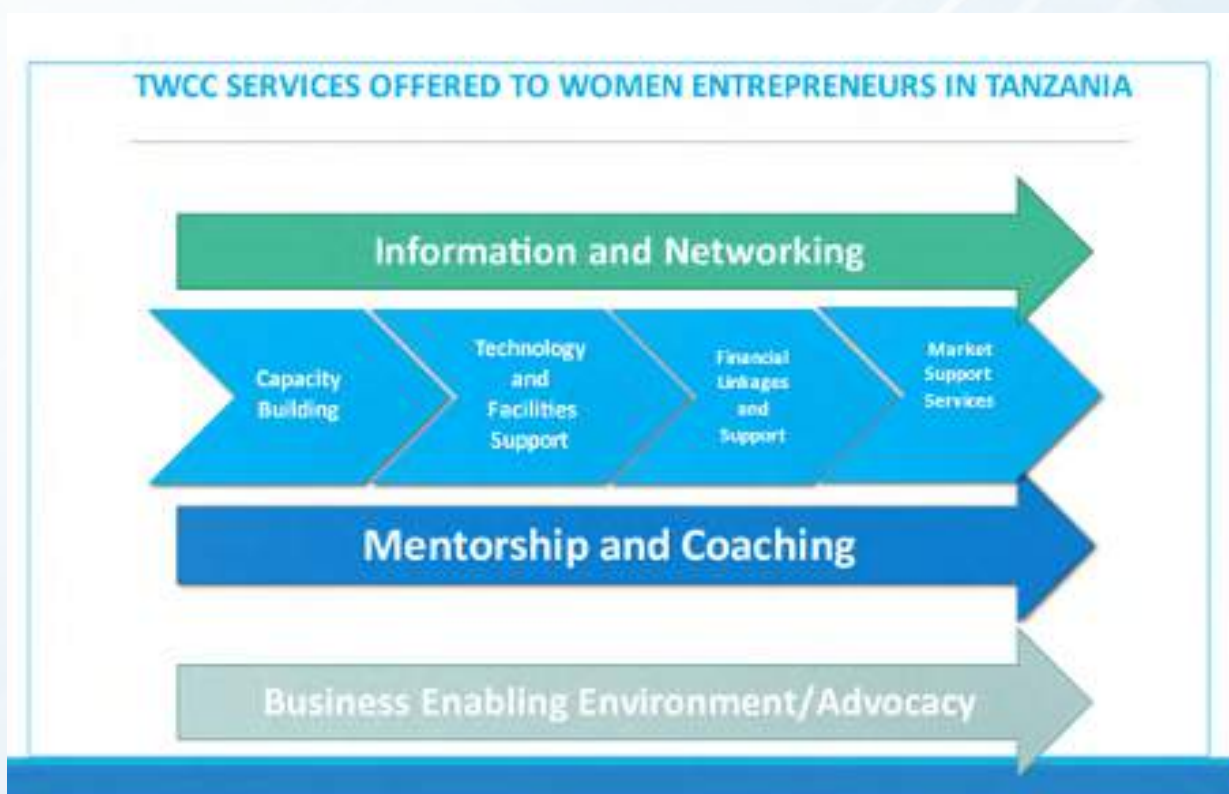 TWCC SERVICES OFFERED TO WOMEN ENTREPRENEURS IN TANZANIA
Information and Networking
Capacity
Building
Technology
and
Facilities
Support
Financial
Linkages
and
Support
Market
Support
Services
Mentorship and Coaching
Business Enabling Environment/Advocacy